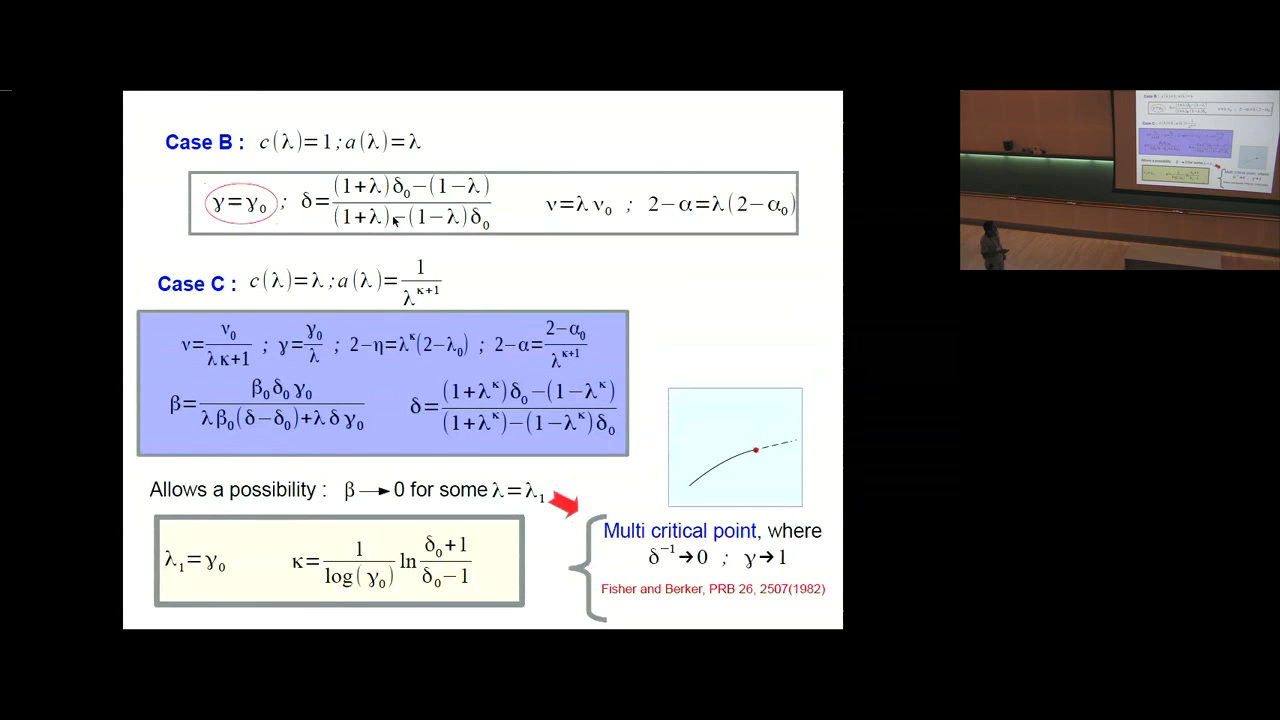 Case B : c(λ)=1 ; a(λ)=λ
γ=γ₀ ; δ=((1+λ)δ₀−(1−λ))/((1+λ)−(1−λ)δ₀) ν=λν₀ ; 2−α=λ(2−α₀)
Case C : c(λ)=λ ; a(λ)=1/λ^(κ+1)
ν=ν₀/(λκ+1) ; γ=γ₀/λ ; 2−η=λ^κ(2−λ₀) ; 2−α=(2−α₀)/λ^(κ+1)
β=β₀δ₀γ₀/(λβ₀(δ−δ₀)+λδγ₀) δ=((1+λ^κ)δ₀−(1−λ^κ))/((1+λ^κ)−(1−λ^κ)δ₀)
Allows a possibility : β → 0 for some λ=λ₁
λ₁=γ₀ κ=1/log(γ₀) ln (δ₀+1)/(δ₀−1)
Multi critical point, where
δ⁻¹→0 ; γ→1
Fisher and Berker, PRB 26, 2507(1982)